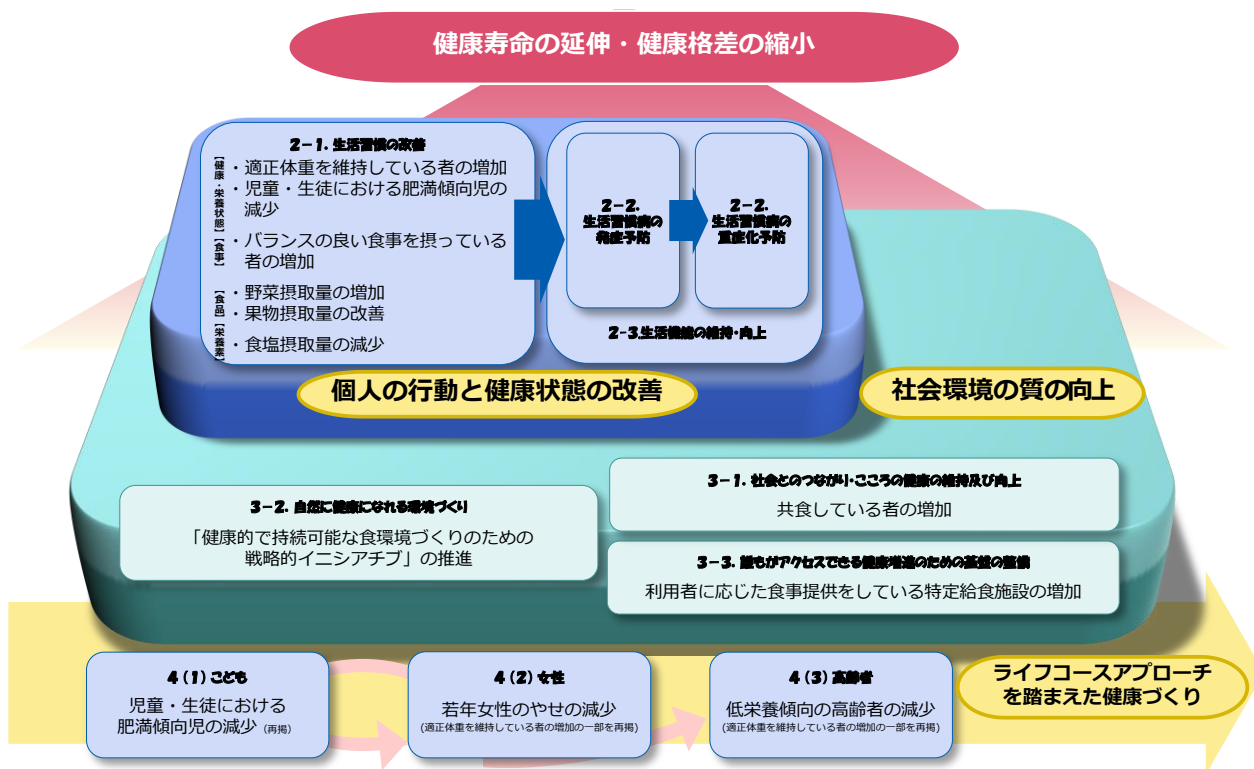 健康寿命の延伸・健康格差の縮小
2－1. 生活習慣の改善
【健康・栄養状態】
・適正体重を維持している者の増加
・児童・生徒における肥満傾向児の
減少
【食事】
・バランスの良い食事を摂っている
者の増加
【食品】
・野菜摂取量の増加
・果物摂取量の改善
【栄養素】
・食塩摂取量の減少
2－2.
生活習慣病の
発症予防
2－2.
生活習慣病の
重症化予防
2－3.生活機能の維持・向上
個人の行動と健康状態の改善
社会環境の質の向上
3－1. 社会とのつながり・こころの健康の維持及び向上
共食している者の増加
3－2. 自然に健康になれる環境づくり
「健康的で持続可能な食環境づくりのための
戦略的イニシアチブ」の推進
3－3. 誰もがアクセスできる健康増進のための基盤の整備
利用者に応じた食事提供をしている特定給食施設の増加
4（1）こども
児童・生徒における
肥満傾向児の減少（再掲）
4（2）女性
若年女性のやせの減少
(適正体重を維持している者の増加の一部を再掲)
4（3）高齢者
低栄養傾向の高齢者の減少
(適正体重を維持している者の増加の一部を再掲)
ライフコースアプローチ
を踏まえた健康づくり